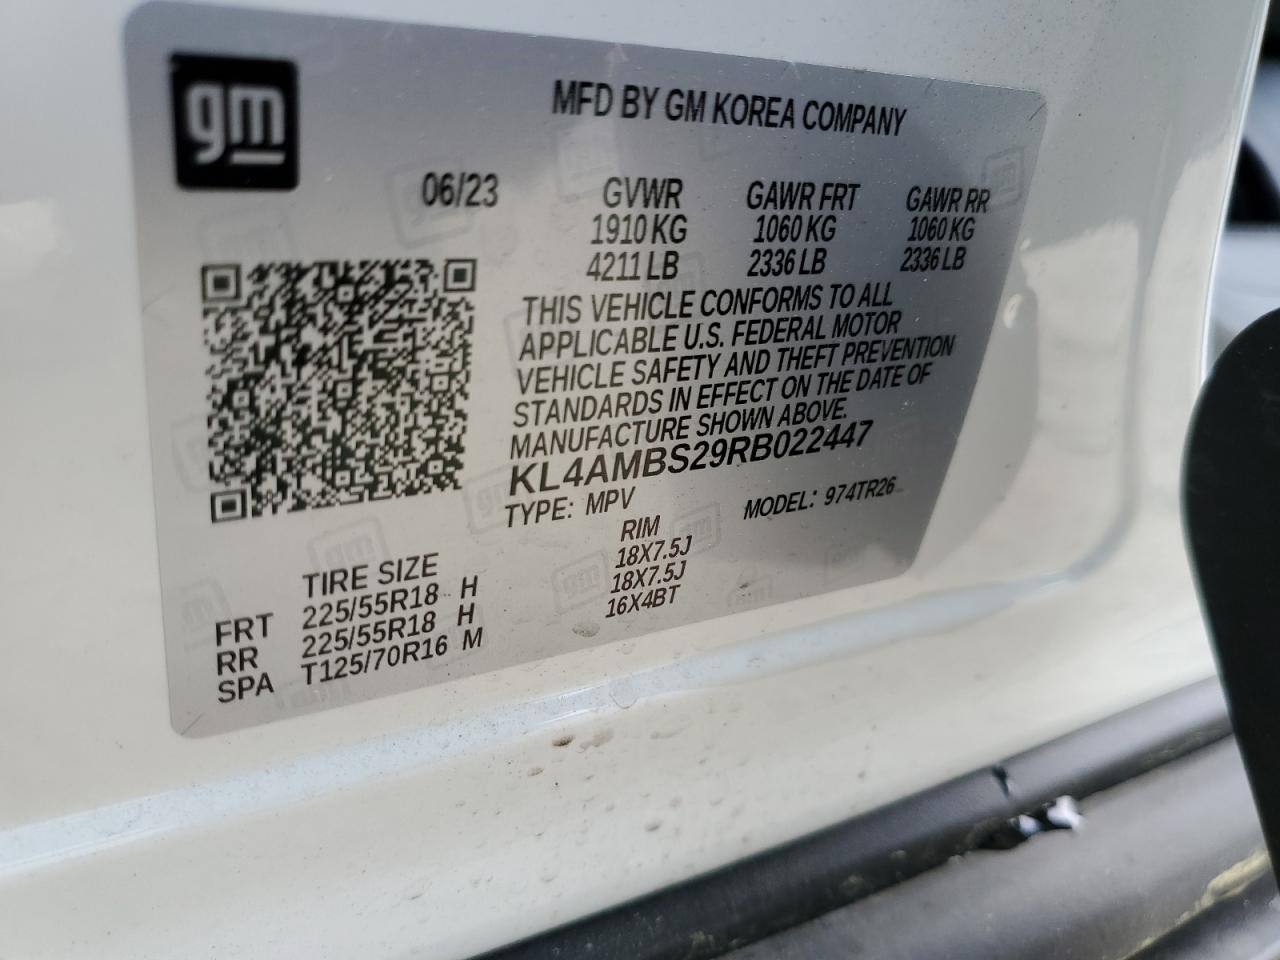 gm
MFD BY GM KOREA COMPANY
06/23 GVWR GAWR FRT GAWR RR
1910 KG 1060 KG 1060 KG
4211 LB 2336 LB 2336 LB
THIS VEHICLE CONFORMS TO ALL
APPLICABLE U.S. FEDERAL MOTOR
VEHICLE SAFETY AND THEFT PREVENTION
STANDARDS IN EFFECT ON THE DATE OF
MANUFACTURE SHOWN ABOVE.
KL4AMBS29RB022447
TYPE: MPV MODEL: 974TR26
TIRE SIZE RIM
FRT 225/55R18 H 18X7.5J
RR 225/55R18 H 18X7.5J
SPA T125/70R16 M 16X4BT